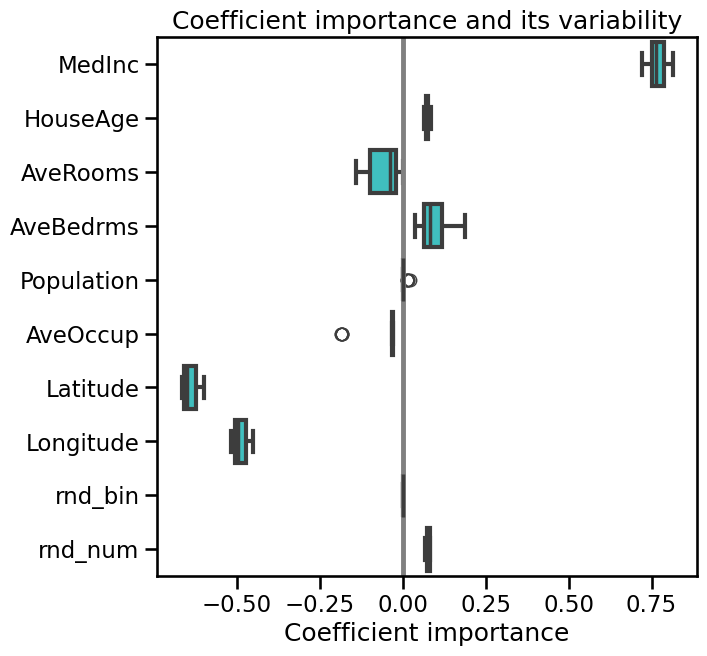 Coefficient importance and its variability
MedInc
HouseAge
AveRooms
AveBedrms
Population
AveOccup
Latitude
Longitude
rnd_bin
rnd_num
−0.50 −0.25 0.00 0.25 0.50 0.75
Coefficient importance